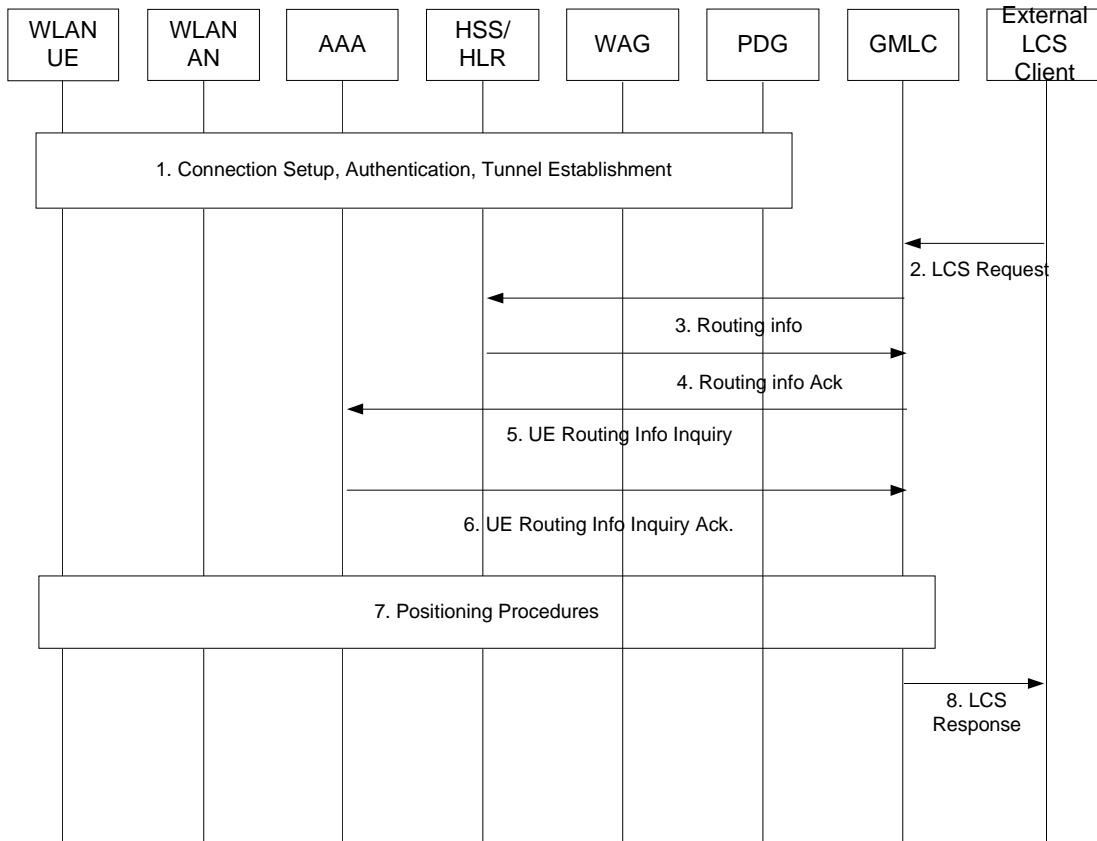 WLAN
UE
WLAN
AN
AAA
HSS/
HLR
WAG
PDG
GMLC
External
LCS
Client
1. Connection Setup, Authentication, Tunnel Establishment
2. LCS Request
3. Routing info
4. Routing info Ack
5. UE Routing Info Inquiry
6. UE Routing Info Inquiry Ack.
7. Positioning Procedures
8. LCS
Response